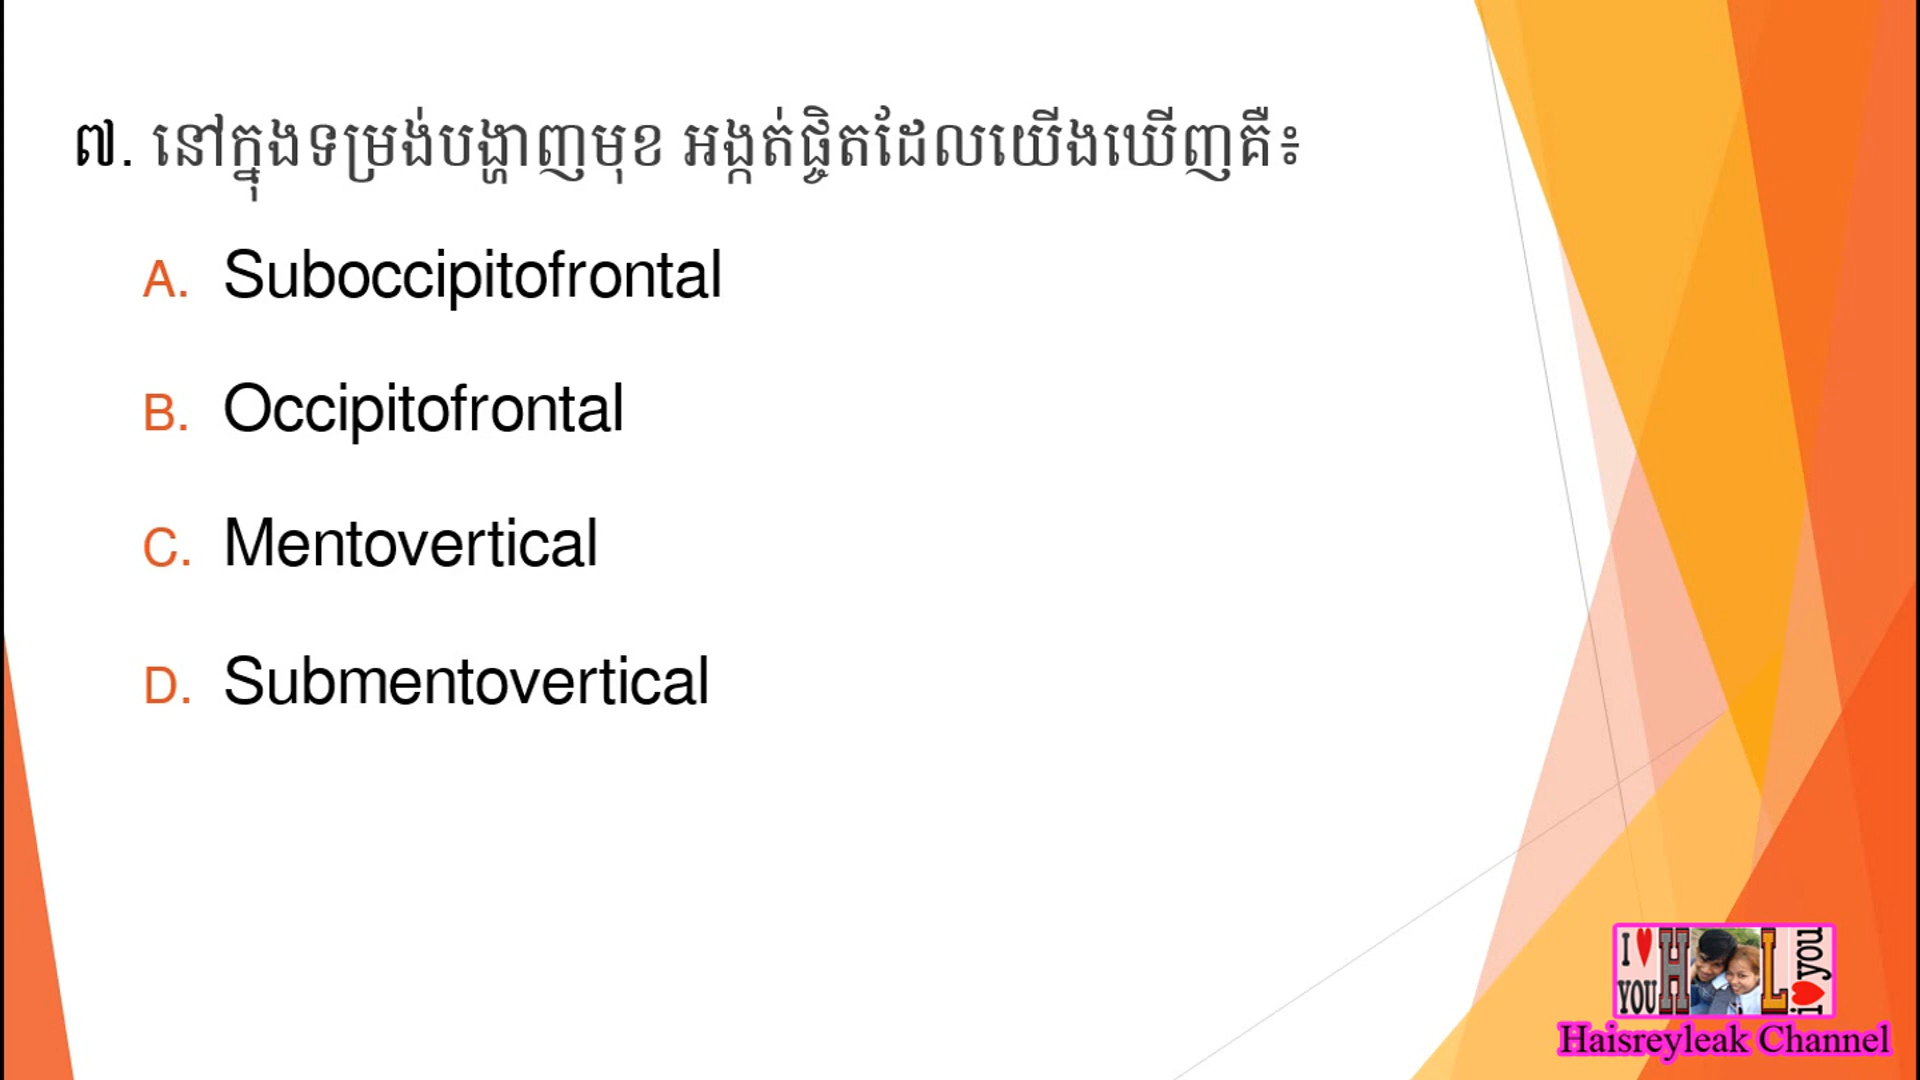 ៧. នៅក្នុងទម្រង់បង្ហាញមុខ អង្កត់ផ្ចិតដែលយើងឃើញគឺ៖
A. Suboccipitofrontal
B. Occipitofrontal
C. Mentovertical
D. Submentovertical
I ♥ YOU H L i ♥ you
Haisreyleak Channel